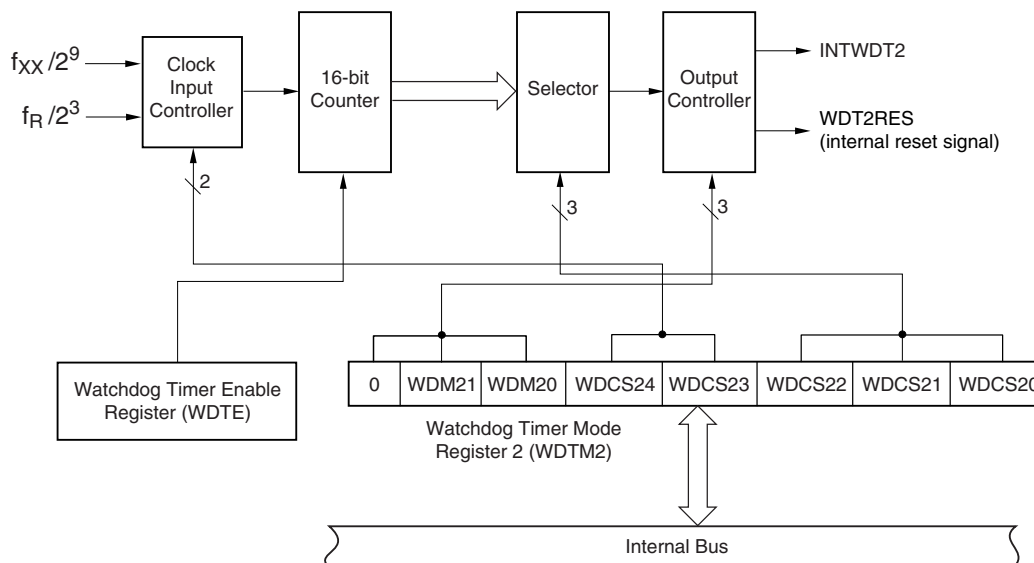 f_XX/2^9
f_R/2^3
Clock
Input
Controller
16-bit
Counter
Selector
Output
Controller
INTWDT2
WDT2RES
(internal reset signal)
2
3
3
Watchdog Timer Enable
Register (WDTE)
0 WDM21 WDM20 WDCS24 WDCS23 WDCS22 WDCS21 WDCS20
Watchdog Timer Mode
Register 2 (WDTM2)
Internal Bus